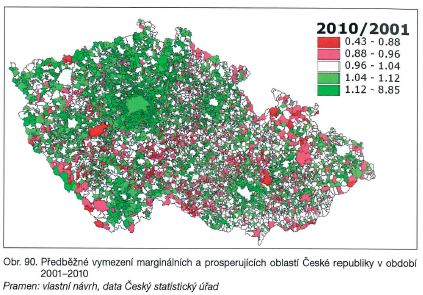 2010/2001
0.43 - 0.88
0.88 - 0.96
0.96 - 1.04
1.04 - 1.12
1.12 - 8.85
Obr. 90. Předběžné vymezení marginálních a prosperujících oblastí České republiky v období
2001–2010
Pramen: vlastní návrh, data Český statistický úřad